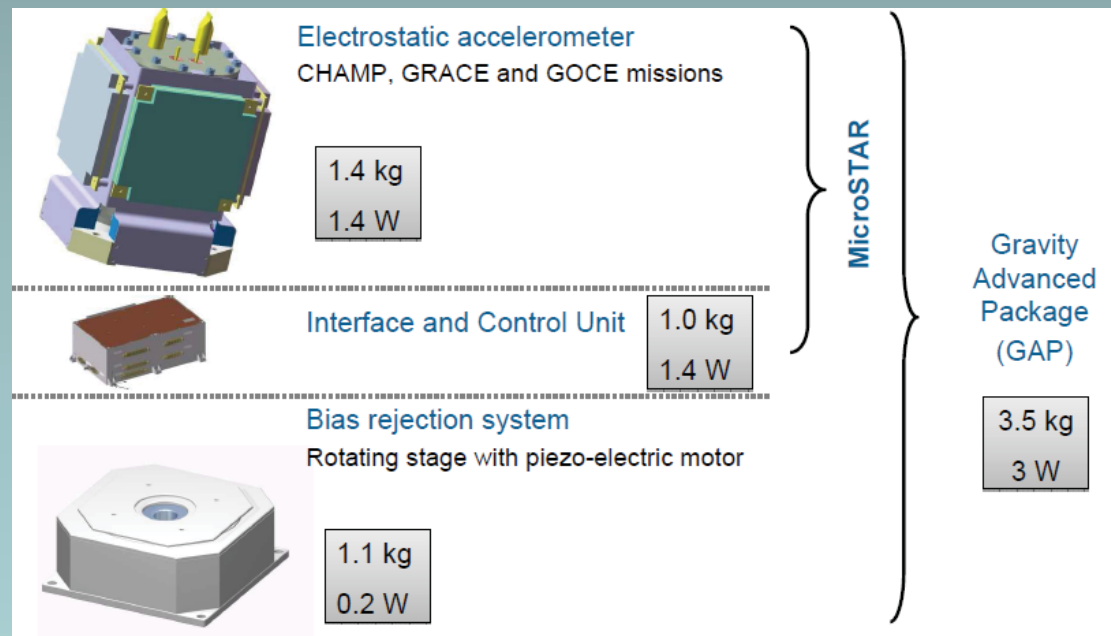 Electrostatic accelerometer
CHAMP, GRACE and GOCE missions
1.4 kg
1.4 W
Interface and Control Unit
1.0 kg
1.4 W
Bias rejection system
Rotating stage with piezo-electric motor
1.1 kg
0.2 W
MicroSTAR
Gravity
Advanced
Package
(GAP)
3.5 kg
3 W